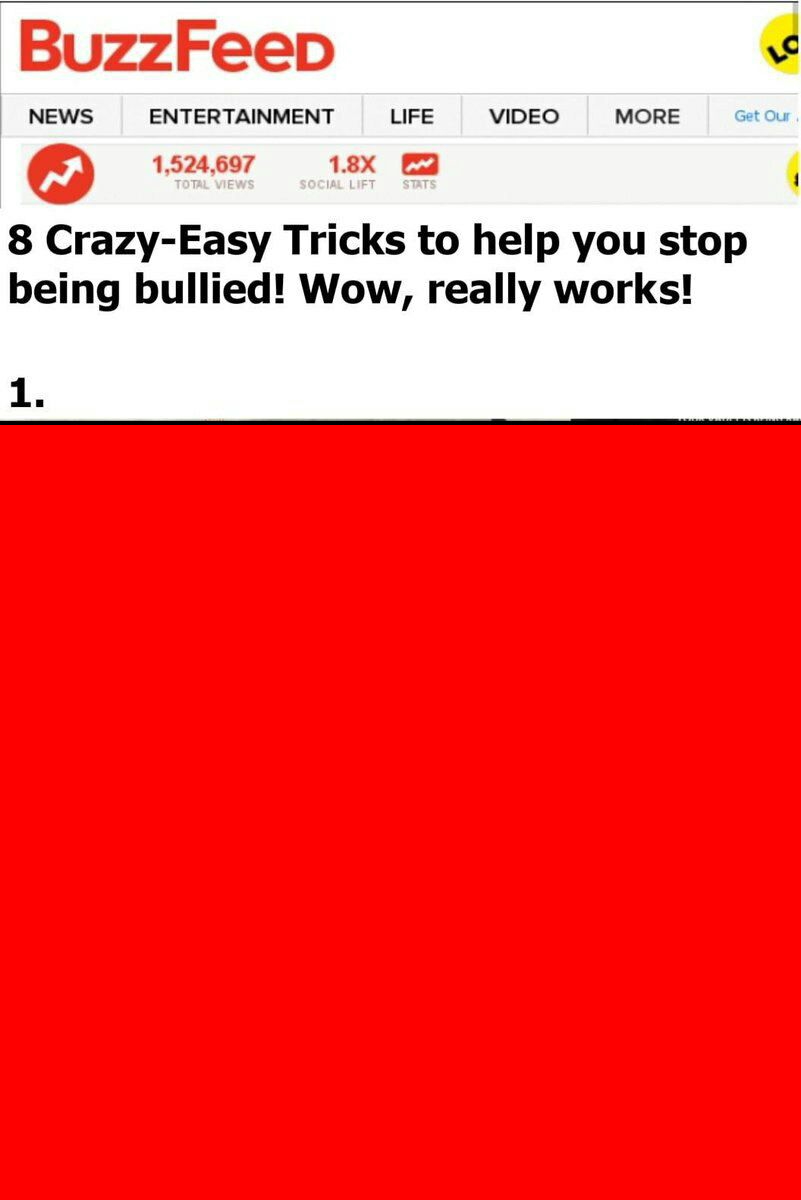 BUZZFEED
LO
NEWS ENTERTAINMENT LIFE VIDEO MORE Get Our
1,524,697 1.8X
TOTAL VIEWS SOCIAL LIFT STATS
8 Crazy-Easy Tricks to help you stop
being bullied! Wow, really works!
1.